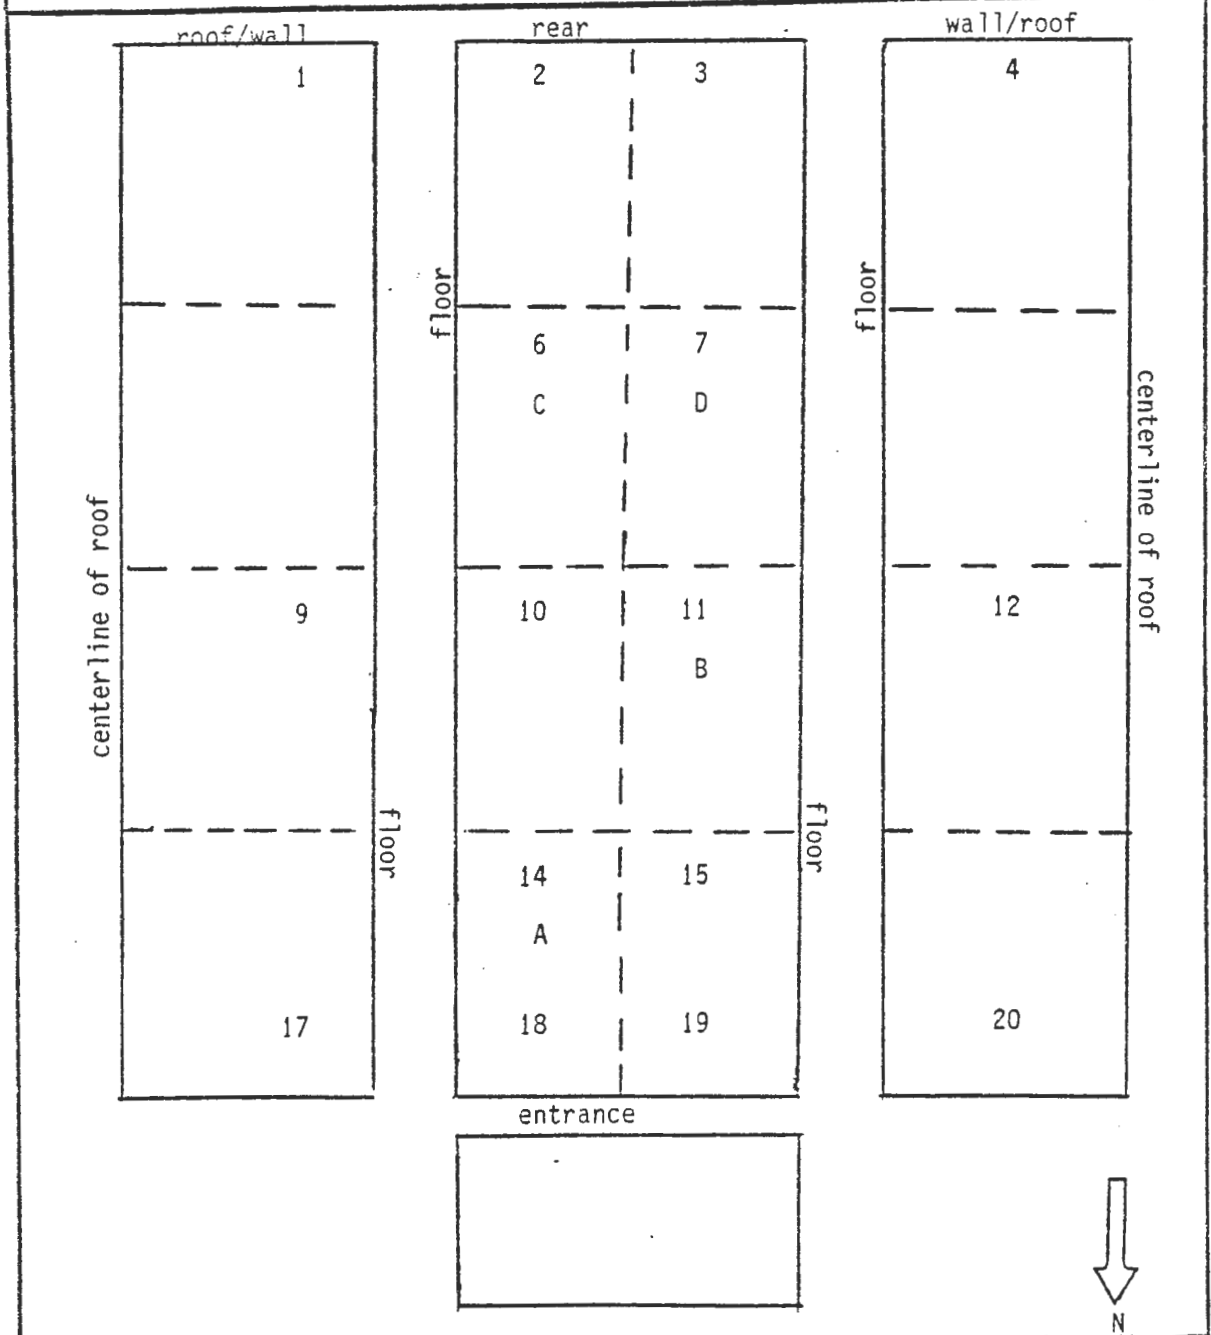 roof/wall rear wall/roof
1 2 3 4
floor floor
6 7
C D
centerline of roof centerline of roof
9 10 11 12
B
floor floor
14 15
A
17 18 19 20
entrance
N